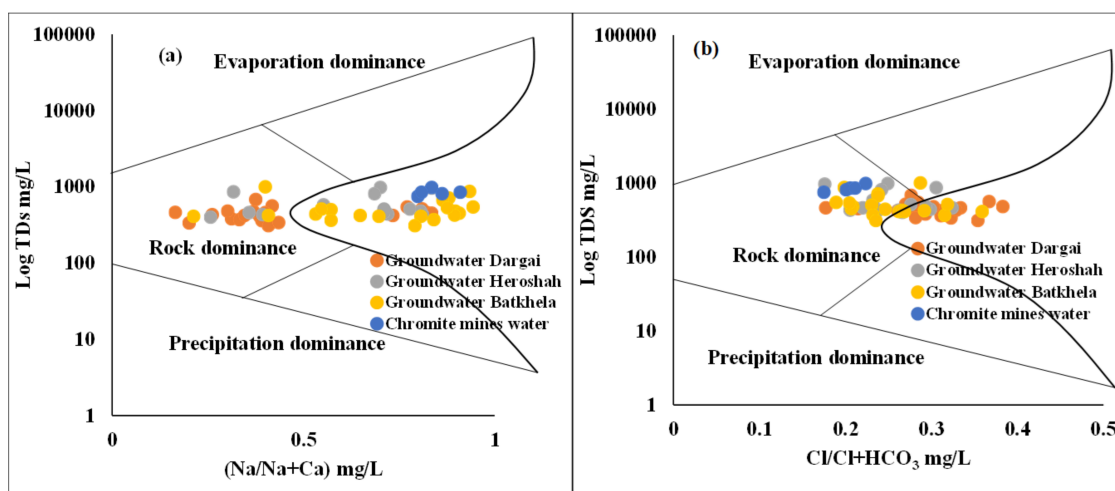 (a)
100000
10000
1000
100
10
1
Log TDs mg/L
Evaporation dominance
Rock dominance
Precipitation dominance
Groundwater Dargai
Groundwater Heroshah
Groundwater Batkhela
Chromite mines water
0
0.5
1
(Na/Na+Ca) mg/L
(b)
100000
10000
1000
100
10
1
Log TDS mg/L
Evaporation dominance
Rock dominance
Precipitation dominance
Groundwater Dargai
Groundwater Heroshah
Groundwater Batkhela
Chromite mines water
0
0.1
0.2
0.3
0.4
0.5
Cl/Cl+HCO₃ mg/L